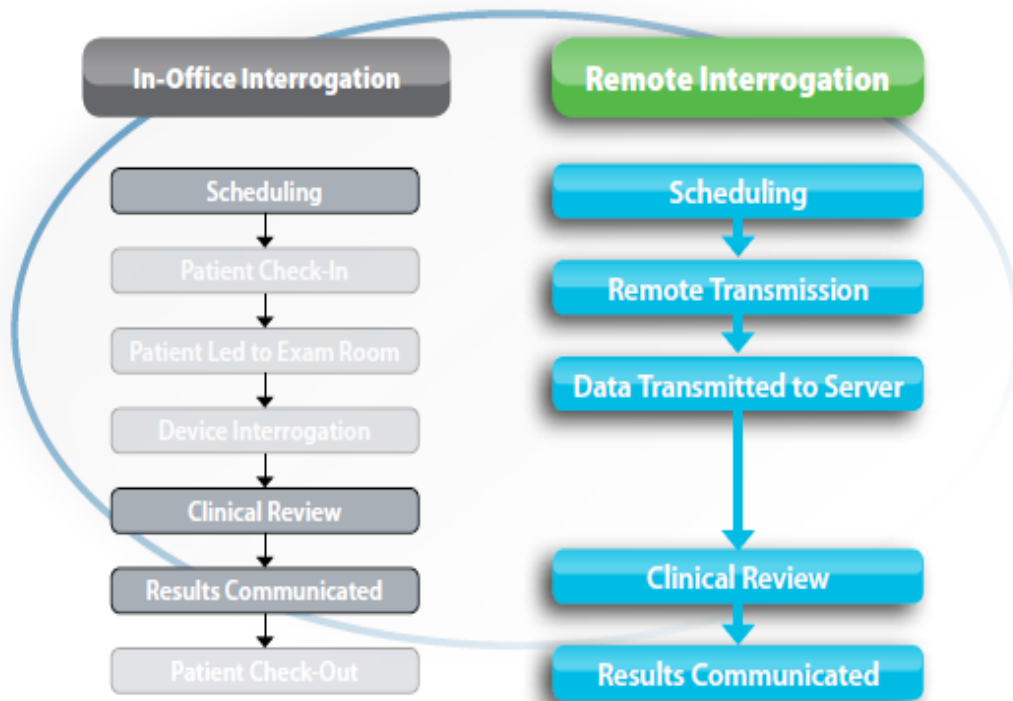 In-Office Interrogation
Scheduling
Patient Check-In
Patient Led to Exam Room
Device Interrogation
Clinical Review
Results Communicated
Patient Check-Out
Remote Interrogation
Scheduling
Remote Transmission
Data Transmitted to Server
Clinical Review
Results Communicated